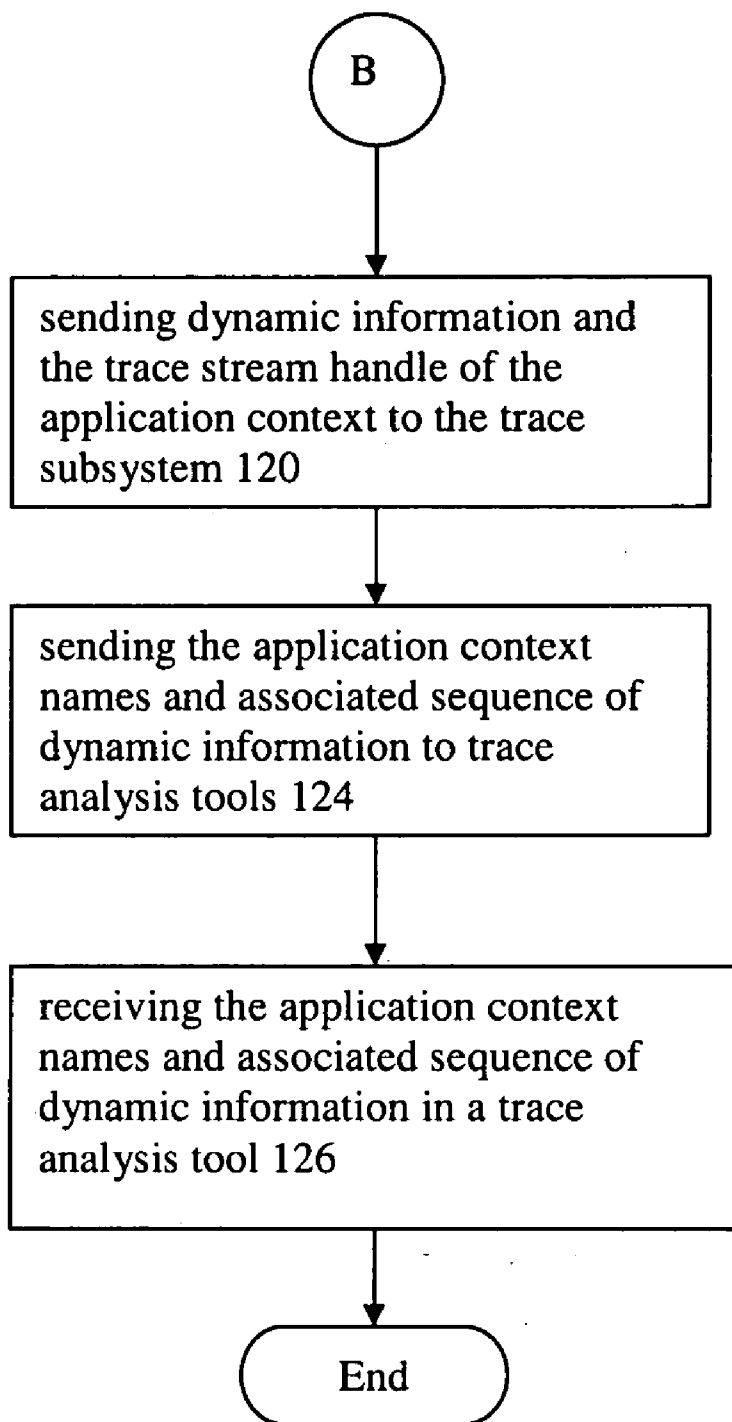 B
sending dynamic information and
the trace stream handle of the
application context to the trace
subsystem 120
sending the application context
names and associated sequence of
dynamic information to trace
analysis tools 124
receiving the application context
names and associated sequence of
dynamic information in a trace
analysis tool 126
End